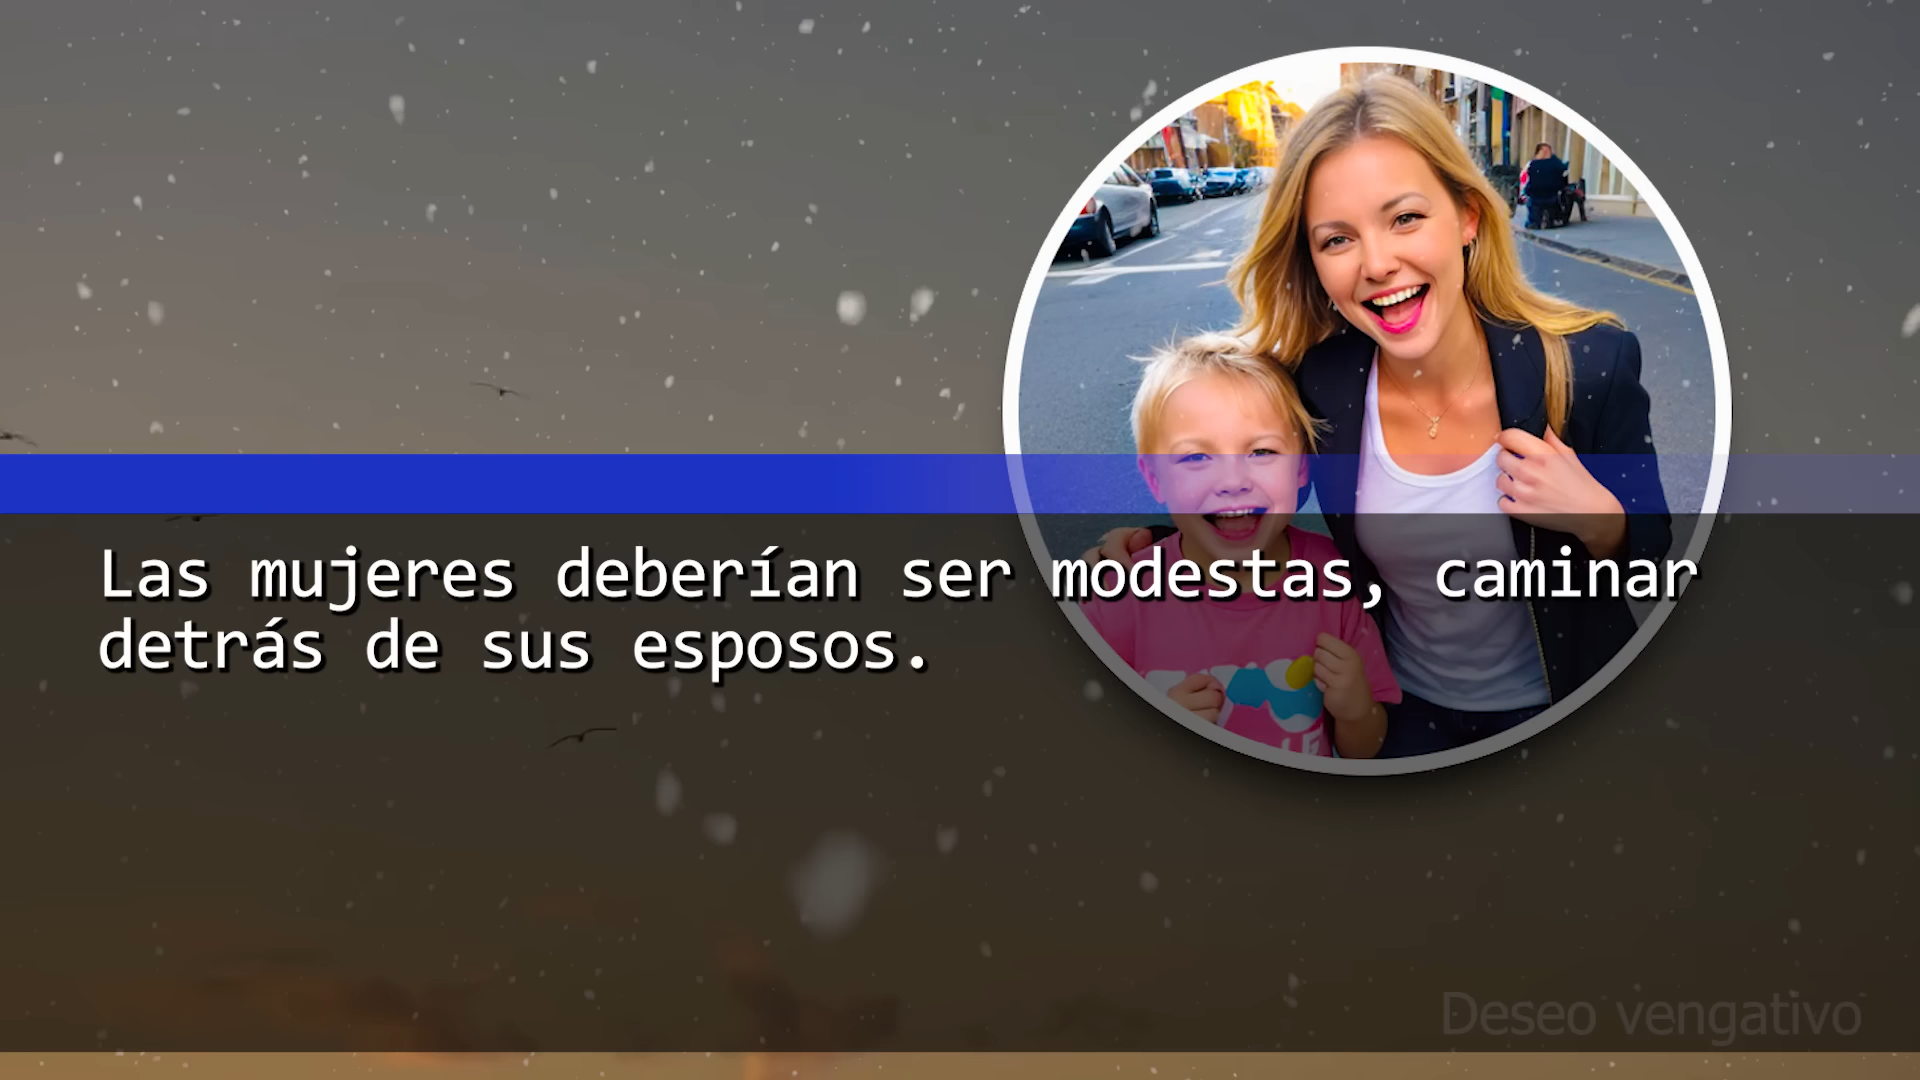 Las mujeres deberían ser modestas, caminar
detrás de sus esposos.
Deseo vengativo